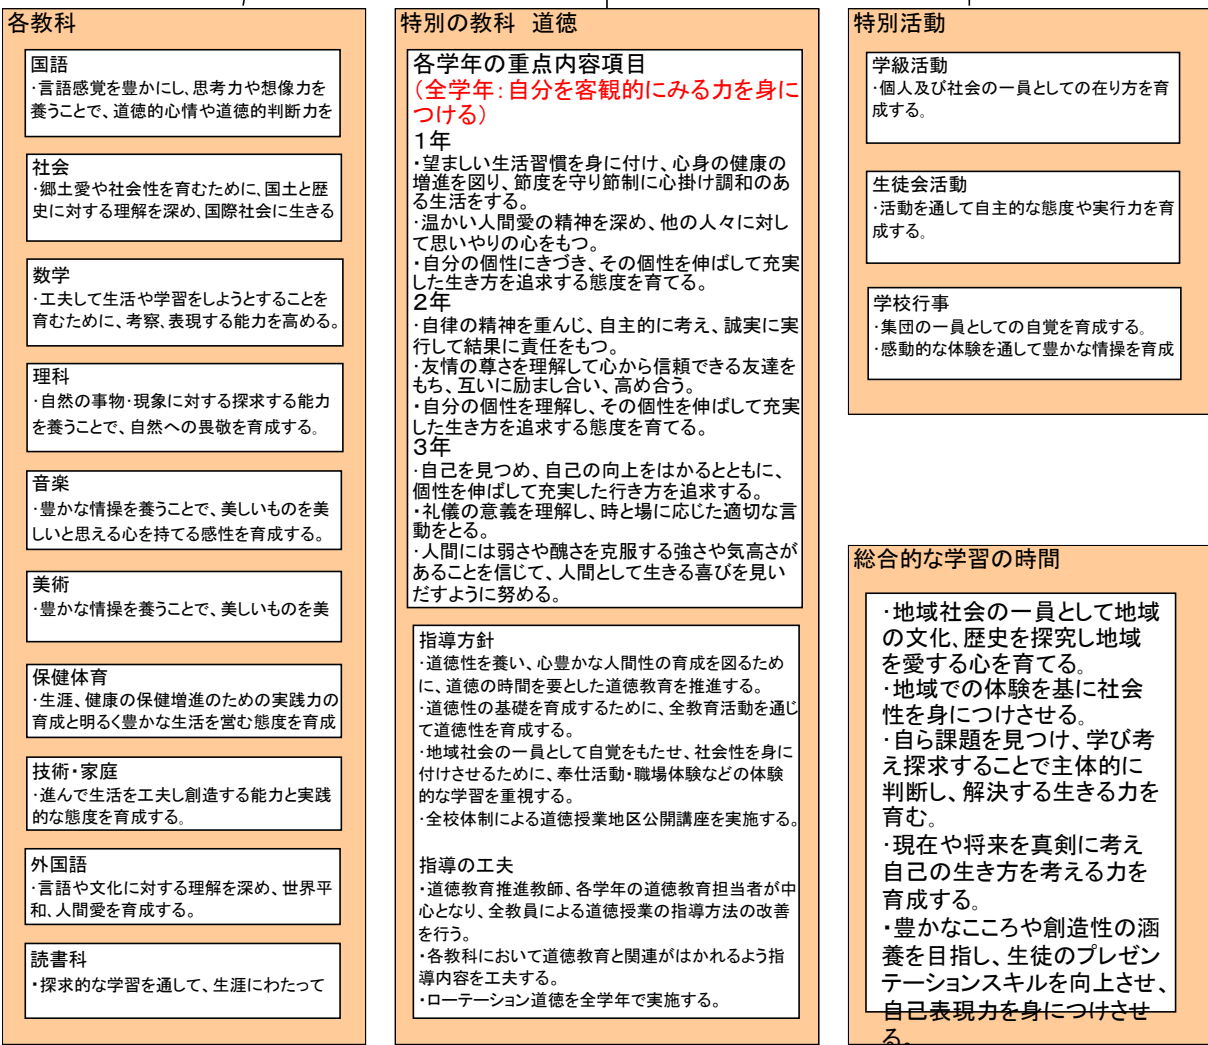 各教科
国語
・言語感覚を豊かにし、思考力や想像力を
養うことで、道徳的心情や道徳的判断力を
社会
・郷土愛や社会性を育むために、国土と歴
史に対する理解を深め、国際社会に生きる
数学
・工夫して生活や学習をしようとすることを
育むために、考察、表現する能力を高める。
理科
・自然の事物・現象に対する探求する能力
を養うことで、自然への畏敬を育成する。
音楽
・豊かな情操を養うことで、美しいものを美
しいと思える心を持てる感性を育成する。
美術
・豊かな情操を養うことで、美しいものを美
保健体育
・生涯、健康の保健増進のための実践力の
育成と明るく豊かな生活を営む態度を育成
技術・家庭
・進んで生活を工夫し創造する能力と実践
的な態度を育成する。
外国語
・言語や文化に対する理解を深め、世界平
和、人間愛を育成する。
読書科
・探求的な学習を通して、生涯にわたって
特別の教科　道徳
各学年の重点内容項目
（全学年：自分を客観的にみる力を身に
つける）
１年
・望ましい生活習慣を身に付け、心身の健康の
増進を図り、節度を守り節制に心掛け調和のあ
る生活をする。
・温かい人間愛の精神を深め、他の人々に対し
て思いやりの心をもつ。
・自分の個性にきづき、その個性を伸ばして充実
した生き方を追求する態度を育てる。
２年
・自律の精神を重んじ、自主的に考え、誠実に実
行して結果に責任をもつ。
・友情の尊さを理解して心から信頼できる友達を
もち、互いに励まし合い、高め合う。
・自分の個性を理解し、その個性を伸ばして充実
した生き方を追求する態度を育てる。
３年
・自己を見つめ、自己の向上をはかるとともに、
個性を伸ばして充実した行き方を追求する。
・礼儀の意義を理解し、時と場に応じた適切な言
動をとる。
・人間には弱さや醜さを克服する強さや気高さが
あることを信じて、人間として生きる喜びを見い
だすように努める。
指導方針
・道徳性を養い、心豊かな人間性の育成を図るため
に、道徳の時間を要とした道徳教育を推進する。
・道徳性の基礎を育成するために、全教育活動を通じ
て道徳性を育成する。
・地域社会の一員として自覚をもたせ、社会性を身に
付けさせるために、奉仕活動・職場体験などの体験
的な学習を重視する。
・全校体制による道徳授業地区公開講座を実施する。
指導の工夫
・道徳教育推進教師、各学年の道徳教育担当者が中
心となり、全教員による道徳授業の指導方法の改善
を行う。
・各教科において道徳教育と関連がはかれるよう指
導内容を工夫する。
・ローテーション道徳を全学年で実施する。
特別活動
学級活動
・個人及び社会の一員としての在り方を育
成する。
生徒会活動
・活動を通して自主的な態度や実行力を育
成する。
学校行事
・集団の一員としての自覚を育成する。
・感動的な体験を通して豊かな情操を育成
総合的な学習の時間
・地域社会の一員として地域
の文化、歴史を探究し地域
を愛する心を育てる。
・地域での体験を基に社会
性を身につけさせる。
・自ら課題を見つけ、学び考
え探求することで主体的に
判断し、解決する生きる力を
育む。
・現在や将来を真剣に考え
自己の生き方を考える力を
育成する。
・豊かなこころや創造性の涵
養を目指し、生徒のプレゼン
テーションスキルを向上させ、
自己表現力を身につけさせ
る。